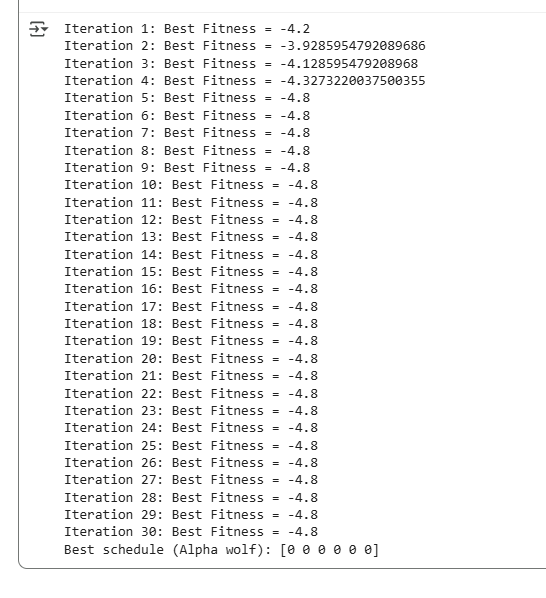 Iteration 1: Best Fitness = -4.2
Iteration 2: Best Fitness = -3.9285954792089686
Iteration 3: Best Fitness = -4.128595479208968
Iteration 4: Best Fitness = -4.3273220037500355
Iteration 5: Best Fitness = -4.8
Iteration 6: Best Fitness = -4.8
Iteration 7: Best Fitness = -4.8
Iteration 8: Best Fitness = -4.8
Iteration 9: Best Fitness = -4.8
Iteration 10: Best Fitness = -4.8
Iteration 11: Best Fitness = -4.8
Iteration 12: Best Fitness = -4.8
Iteration 13: Best Fitness = -4.8
Iteration 14: Best Fitness = -4.8
Iteration 15: Best Fitness = -4.8
Iteration 16: Best Fitness = -4.8
Iteration 17: Best Fitness = -4.8
Iteration 18: Best Fitness = -4.8
Iteration 19: Best Fitness = -4.8
Iteration 20: Best Fitness = -4.8
Iteration 21: Best Fitness = -4.8
Iteration 22: Best Fitness = -4.8
Iteration 23: Best Fitness = -4.8
Iteration 24: Best Fitness = -4.8
Iteration 25: Best Fitness = -4.8
Iteration 26: Best Fitness = -4.8
Iteration 27: Best Fitness = -4.8
Iteration 28: Best Fitness = -4.8
Iteration 29: Best Fitness = -4.8
Iteration 30: Best Fitness = -4.8
Best schedule (Alpha wolf): [0 0 0 0 0 0]